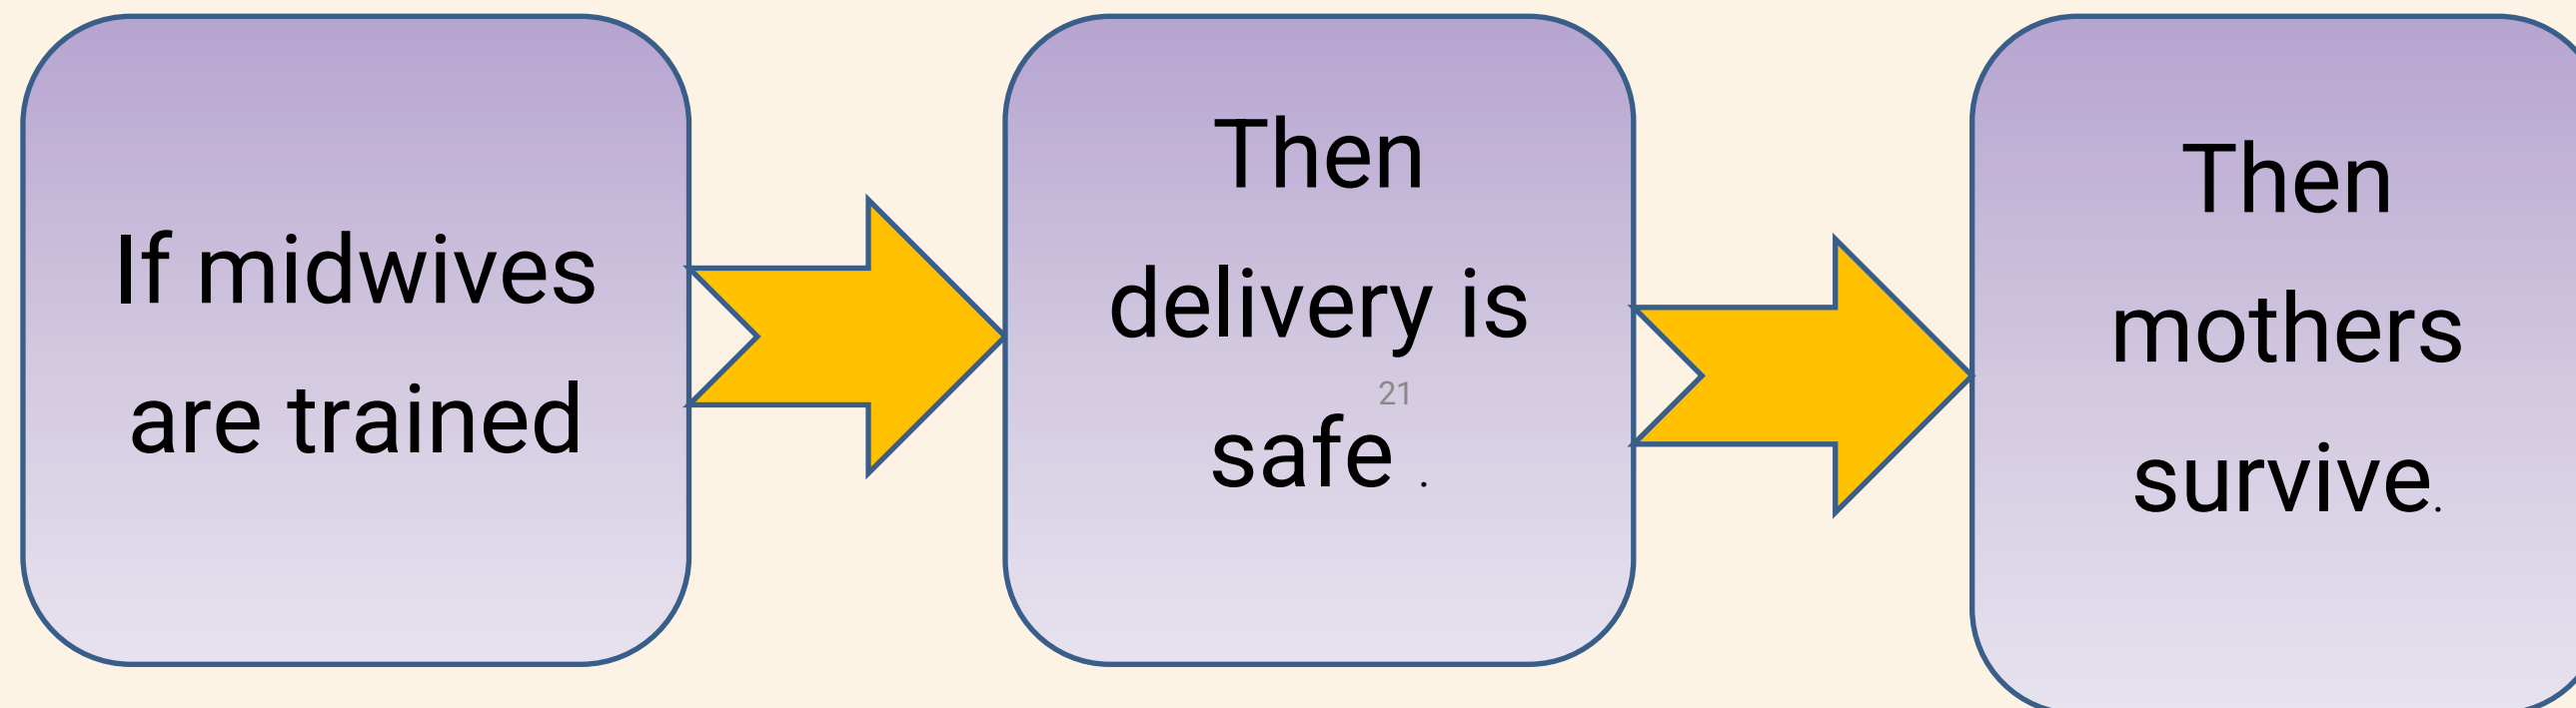 If midwives
are trained
Then
delivery is
21
safe .
Then
mothers
survive.